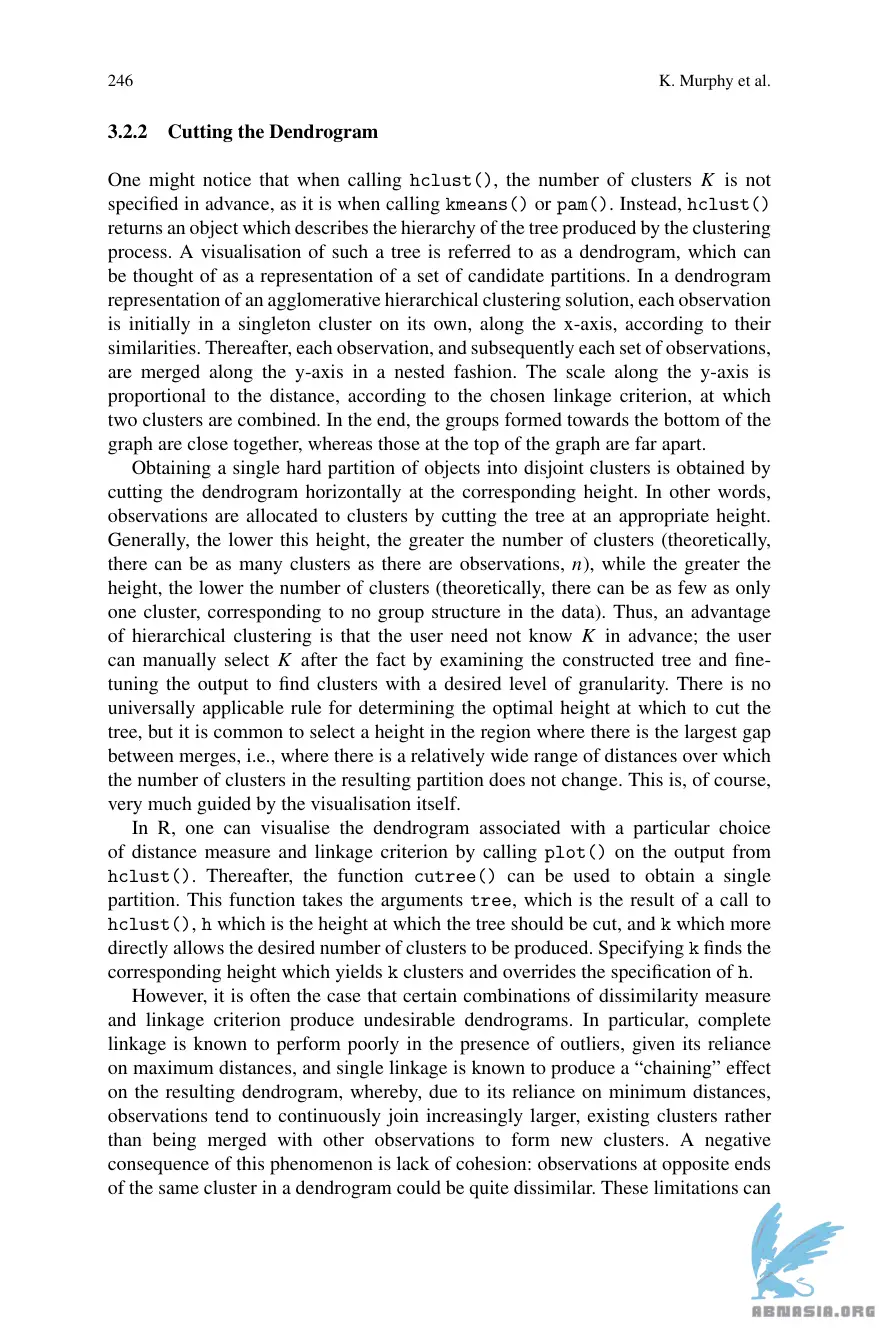 246
K. Murphy et al.
3.2.2 Cutting the Dendrogram
One might notice that when calling hclust(), the number of clusters K is not
specified in advance, as it is when calling kmeans() or pam(). Instead, hclust()
returns an object which describes the hierarchy of the tree produced by the clustering
process. A visualisation of such a tree is referred to as a dendrogram, which can
be thought of as a representation of a set of candidate partitions. In a dendrogram
representation of an agglomerative hierarchical clustering solution, each observation
is initially in a singleton cluster on its own, along the x-axis, according to their
similarities. Thereafter, each observation, and subsequently each set of observations,
are merged along the y-axis in a nested fashion. The scale along the y-axis is
proportional to the distance, according to the chosen linkage criterion, at which
two clusters are combined. In the end, the groups formed towards the bottom of the
graph are close together, whereas those at the top of the graph are far apart.
Obtaining a single hard partition of objects into disjoint clusters is obtained by
cutting the dendrogram horizontally at the corresponding height. In other words,
observations are allocated to clusters by cutting the tree at an appropriate height.
Generally, the lower this height, the greater the number of clusters (theoretically,
there can be as many clusters as there are observations, n), while the greater the
height, the lower the number of clusters (theoretically, there can be as few as only
one cluster, corresponding to no group structure in the data). Thus, an advantage
of hierarchical clustering is that the user need not know K in advance; the user
can manually select K after the fact by examining the constructed tree and fine-
tuning the output to find clusters with a desired level of granularity. There is no
universally applicable rule for determining the optimal height at which to cut the
tree, but it is common to select a height in the region where there is the largest gap
between merges, i.e., where there is a relatively wide range of distances over which
the number of clusters in the resulting partition does not change. This is, of course,
very much guided by the visualisation itself.
In R, one can visualise the dendrogram associated with a particular choice
of distance measure and linkage criterion by calling plot() on the output from
hclust(). Thereafter, the function cutree() can be used to obtain a single
partition. This function takes the arguments tree, which is the result of a call to
hclust(), h which is the height at which the tree should be cut, and k which more
directly allows the desired number of clusters to be produced. Specifying k finds the
corresponding height which yields k clusters and overrides the specification of h.
However, it is often the case that certain combinations of dissimilarity measure
and linkage criterion produce undesirable dendrograms. In particular, complete
linkage is known to perform poorly in the presence of outliers, given its reliance
on maximum distances, and single linkage is known to produce a “chaining” effect
on the resulting dendrogram, whereby, due to its reliance on minimum distances,
observations tend to continuously join increasingly larger, existing clusters rather
than being merged with other observations to form new clusters. A negative
consequence of this phenomenon is lack of cohesion: observations at opposite ends
of the same cluster in a dendrogram could be quite dissimilar. These limitations can
ABNASIA.ORG